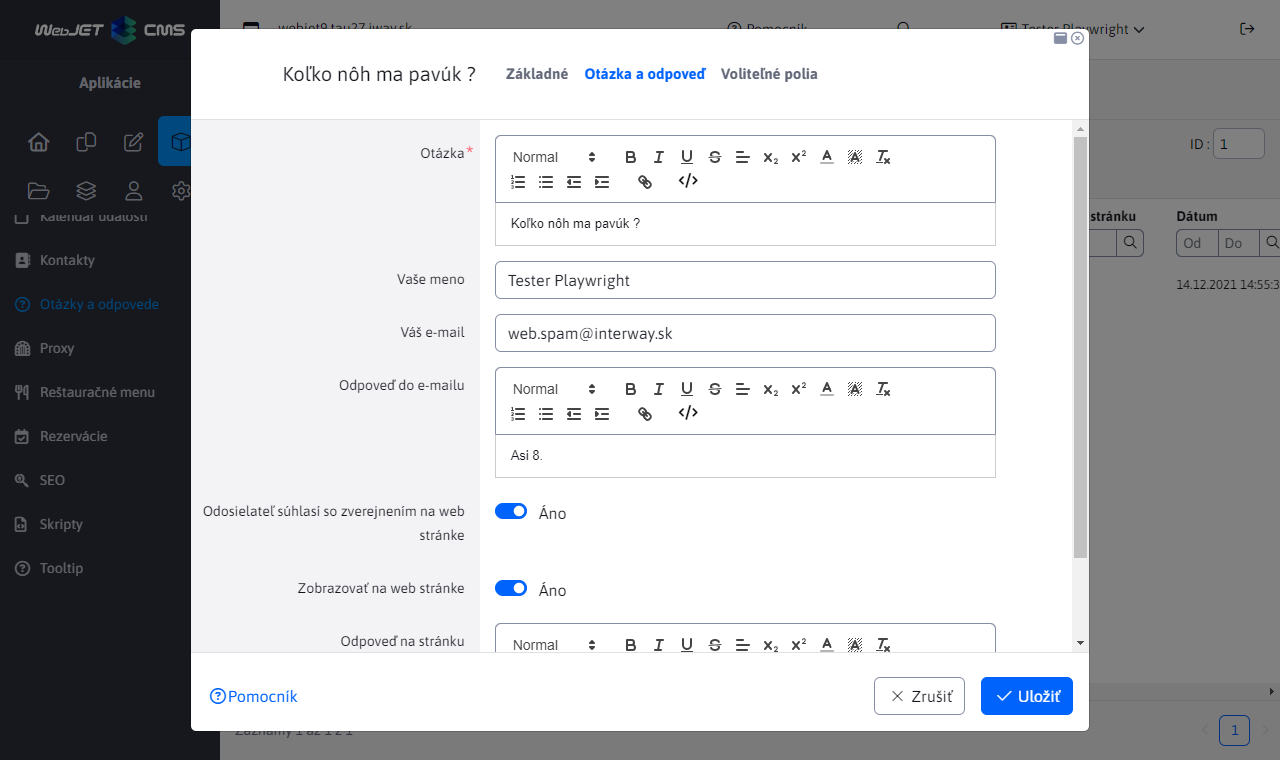 WebJET CMS
webjet9.tau27.iway.sk
Pomocník
Tester Playwright
Aplikácie
ID : 1
Kalendár udalostí
Kontakty
Otázky a odpovede
Proxy
Reštauračné menu
Rezervácie
SEO
Skripty
Tooltip
stránku
Dátum
Od
Do
14.12.2021 14:55:3
Koľko nôh ma pavúk ?
Základné
Otázka a odpoveď
Voliteľné polia
Otázka*
Normal
Koľko nôh ma pavúk ?
Vaše meno
Tester Playwright
Váš e-mail
web.spam@interway.sk
Odpoveď do e-mailu
Normal
Asi 8.
Odosielateľ súhlasí so zverejnením na web
stránke
Áno
Zobrazovať na web stránke
Áno
Odpoveď na stránku
Normal
Pomocník
Zrušiť
Uložiť
Záznamy 1 až 1 z 1
1